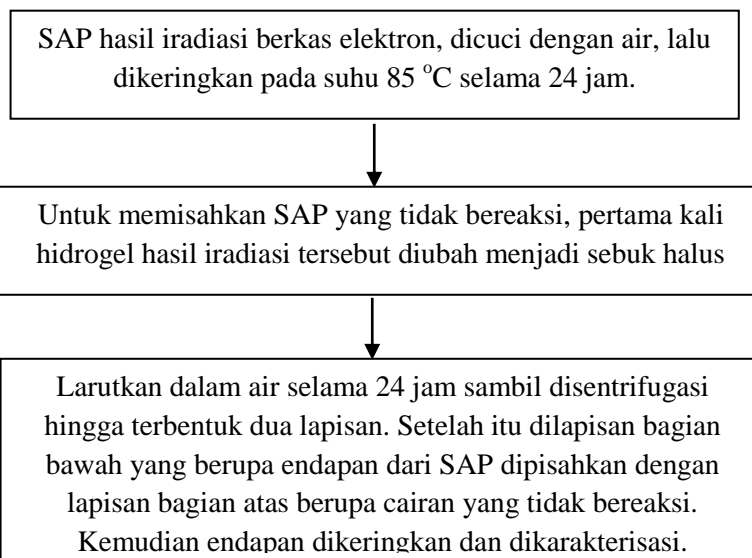 SAP hasil iradiasi berkas elektron, dicuci dengan air, lalu
dikeringkan pada suhu 85 °C selama 24 jam.
Untuk memisahkan SAP yang tidak bereaksi, pertama kali
hidrogel hasil iradiasi tersebut diubah menjadi sebuk halus
Larutkan dalam air selama 24 jam sambil disentrifugasi
hingga terbentuk dua lapisan. Setelah itu dilapisan bagian
bawah yang berupa endapan dari SAP dipisahkan dengan
lapisan bagian atas berupa cairan yang tidak bereaksi.
Kemudian endapan dikeringkan dan dikarakterisasi.